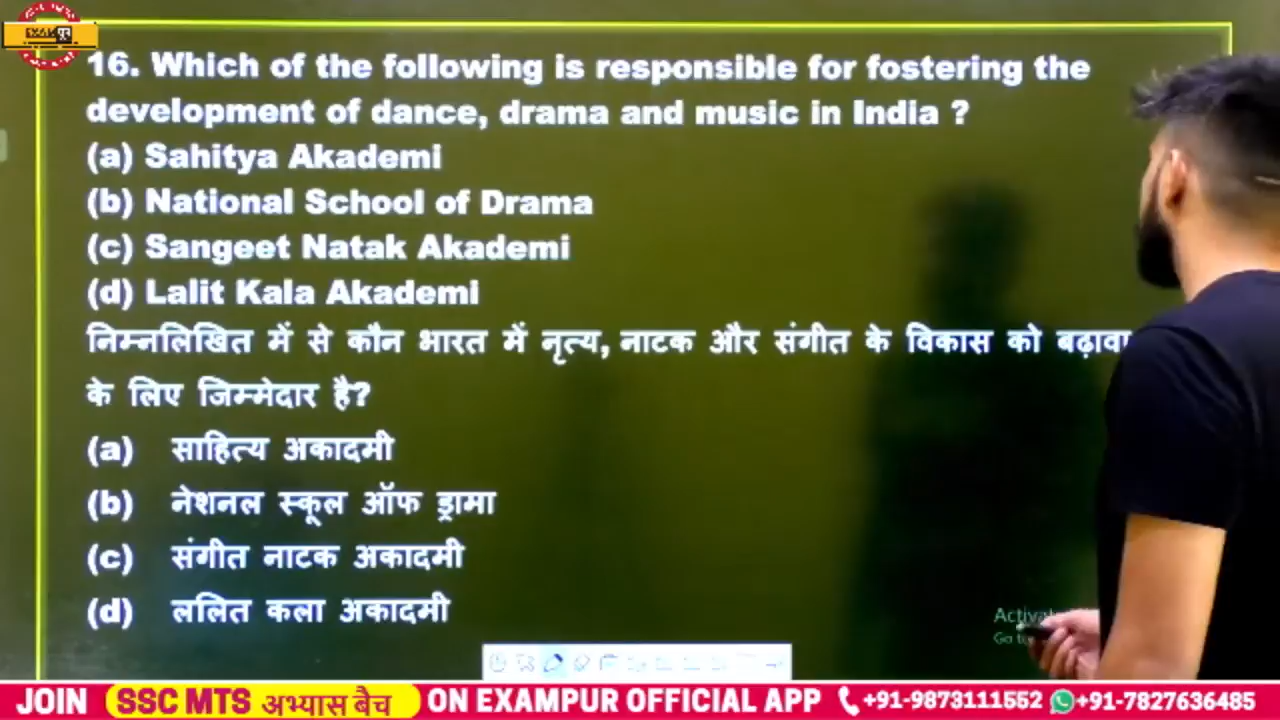 EXAM पुर
16. Which of the following is responsible for fostering the
development of dance, drama and music in India ?
(a) Sahitya Akademi
(b) National School of Drama
(c) Sangeet Natak Akademi
(d) Lalit Kala Akademi
निम्नलिखित में से कौन भारत में नृत्य, नाटक और संगीत के विकास को
के लिए जिम्मेदार है?
(a) साहित्य अकादमी
(b) नेशनल स्कूल ऑफ ड्रामा
(c) संगीत नाटक अकादमी
(d) ललित कला अकादमी
JOIN SSC MTS अभ्यास बैच ON EXAMPUR OFFICIAL APP +91-9873111552 +91-7827636485